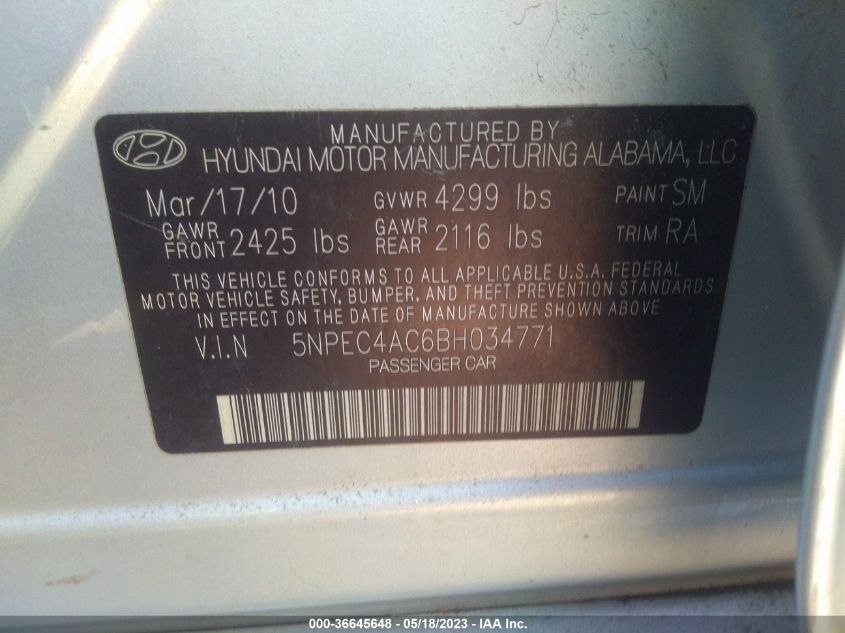 MANUFACTURED BY
HYUNDAI MOTOR MANUFACTURING ALABAMA, LLC
Mar/17/10 GVWR 4299 lbs PAINT SM
GAWR FRONT 2425 lbs GAWR REAR 2116 lbs TRIM RA
THIS VEHICLE CONFORMS TO ALL APPLICABLE U.S.A. FEDERAL
MOTOR VEHICLE SAFETY, BUMPER, AND THEFT PREVENTION STANDARDS
IN EFFECT ON THE DATE OF MANUFACTURE SHOWN ABOVE
V.I.N 5NPEC4AC6BH034771
PASSENGER CAR
000-36645648 - 05/18/2023 - IAA Inc.